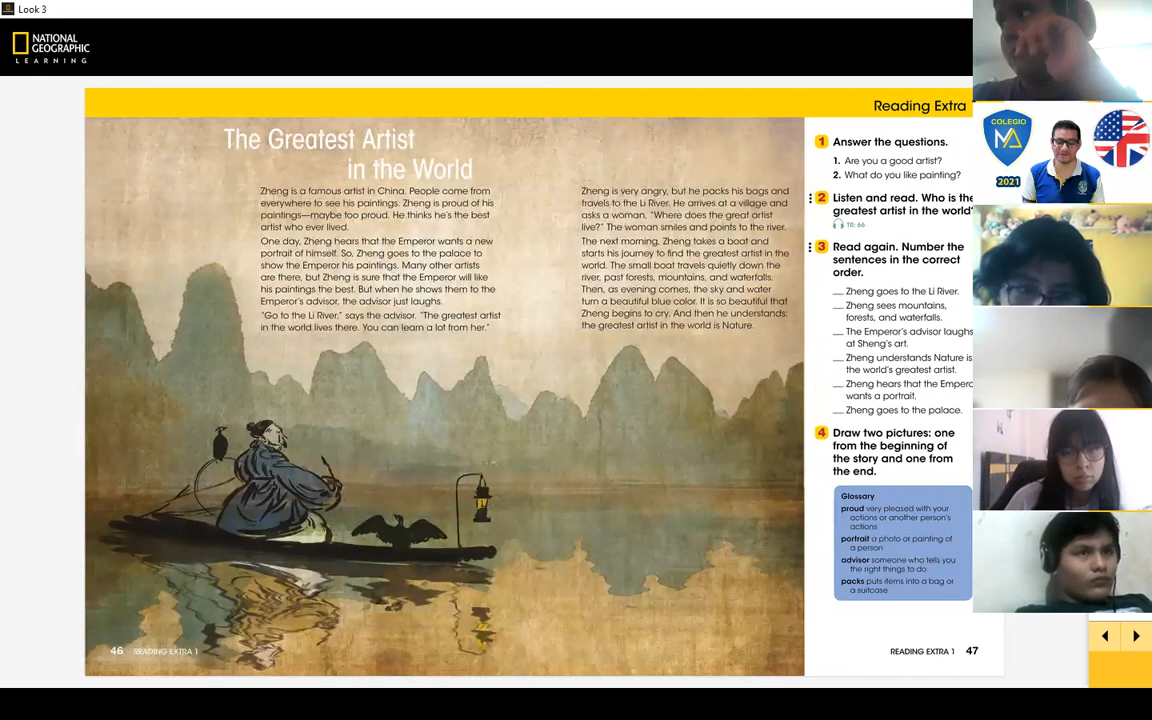 Look 3
NATIONAL
GEOGRAPHIC
LEARNING
Reading Extra
The Greatest Artist
in the World
Zheng is a famous artist in China. People come from
everywhere to see his paintings. Zheng is proud of his
paintings—maybe too proud. He thinks he's the best
artist who ever lived.
One day, Zheng hears that the Emperor wants a new
portrait of himself. So, Zheng goes to the palace to
show the Emperor his paintings. Many other artists
are there, but Zheng is sure that the Emperor will like
his paintings the best. But when he shows them to the
Emperor's advisor, the advisor just laughs.
"Go to the Li River," says the advisor. "The greatest artist
in the world lives there. You can learn a lot from her."
Zheng is very angry, but he packs his bags and
travels to the Li River. He arrives at a village and
asks a woman, "Where does the great artist
live?" The woman smiles and points to the river.
The next morning, Zheng takes a boat and
starts his journey to find the greatest artist in the
world. The small boat travels quietly down the
river, past forests, mountains, and waterfalls.
Then, as evening comes, the sky and water
turn a beautiful blue color. It is so beautiful that
Zheng begins to cry. And then he understands:
the greatest artist in the world is Nature.
1 Answer the questions.
1. Are you a good artist?
2. What do you like painting?
2 Listen and read. Who is the
greatest artist in the world?
TR: 66
3 Read again. Number the
sentences in the correct
order.
__ Zheng goes to the Li River.
__ Zheng sees mountains,
forests, and waterfalls.
__ The Emperor's advisor laughs
at Sheng's art.
__ Zheng understands Nature is
the world's greatest artist.
__ Zheng hears that the Empero
wants a portrait.
__ Zheng goes to the palace.
4 Draw two pictures: one
from the beginning of
the story and one from
the end.
Glossary
proud very pleased with your
actions or another person's
actions
portrait a photo or painting of
a person
advisor someone who tells you
the right things to do
packs puts items into a bag or
a suitcase
46 READING EXTRA 1
READING EXTRA 1 47
COLEGIO
MA
2021